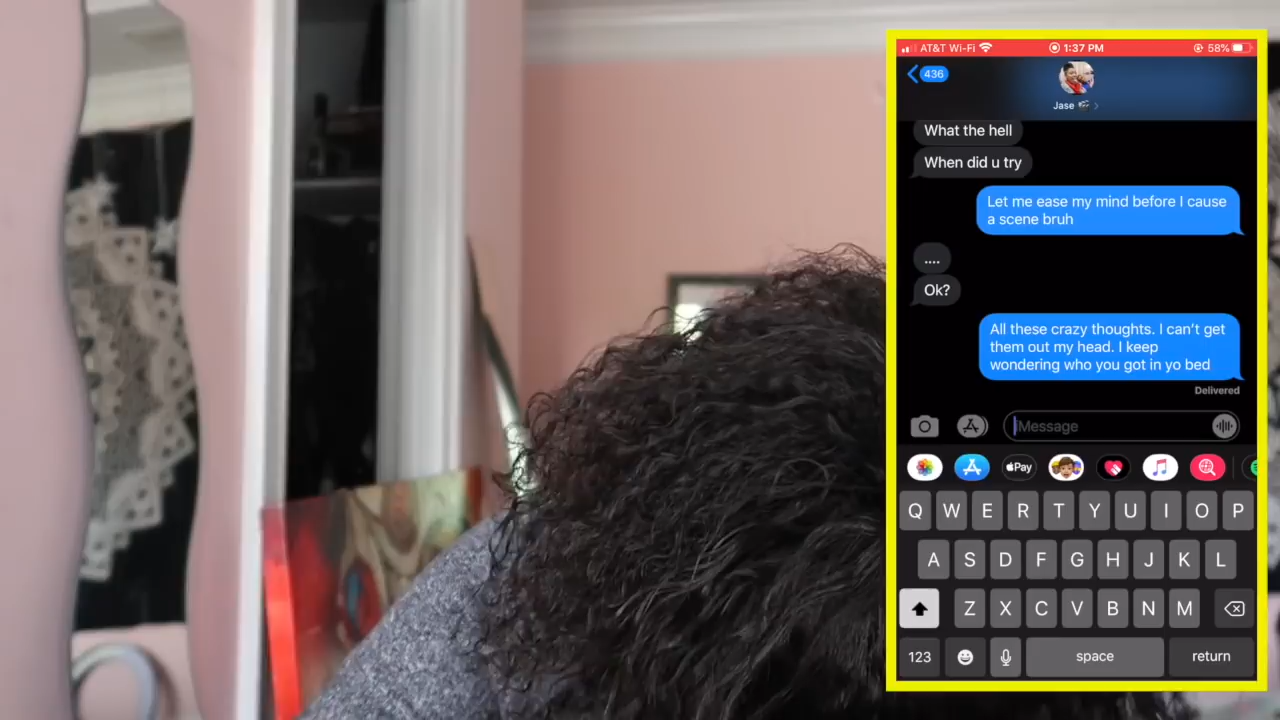 AT&T Wi-Fi 1:37 PM 58%
436
Jase
What the hell
When did u try
Let me ease my mind before I cause
a scene bruh
....
Ok?
All these crazy thoughts. I can't get
them out my head. I keep
wondering who you got in yo bed
Delivered
Message
Pay
Q W E R T Y U I O P
A S D F G H J K L
Z X C V B N M
123 space return